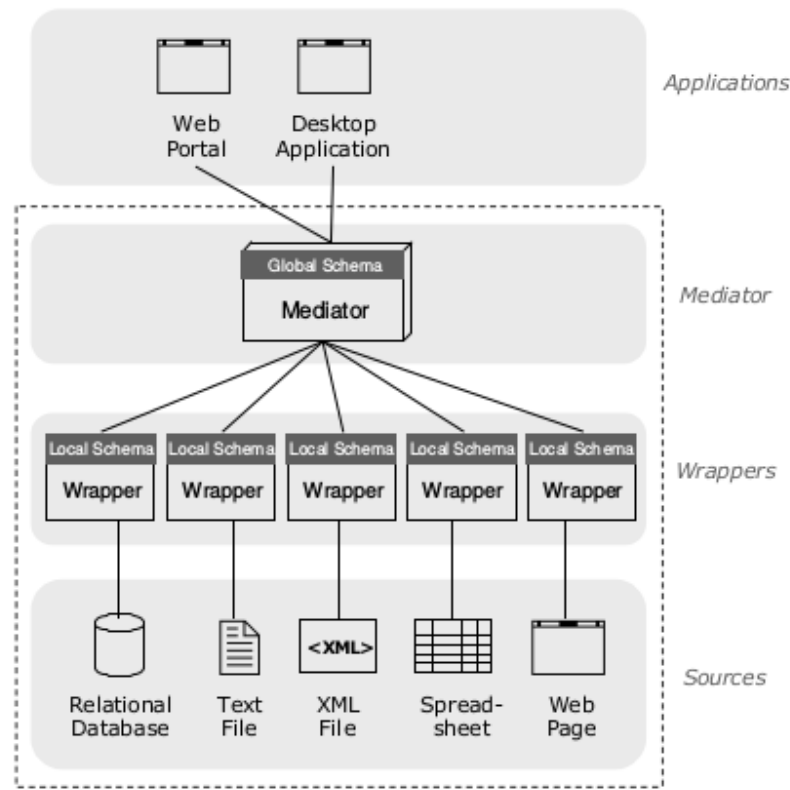 Applications
Web
Portal
Desktop
Application
Global Schema
Mediator
Mediator
Local Schema
Wrapper
Local Schema
Wrapper
Local Schema
Wrapper
Local Schema
Wrapper
Local Schema
Wrapper
Wrappers
<XML>
Relational
Database
Text
File
XML
File
Spread-
sheet
Web
Page
Sources